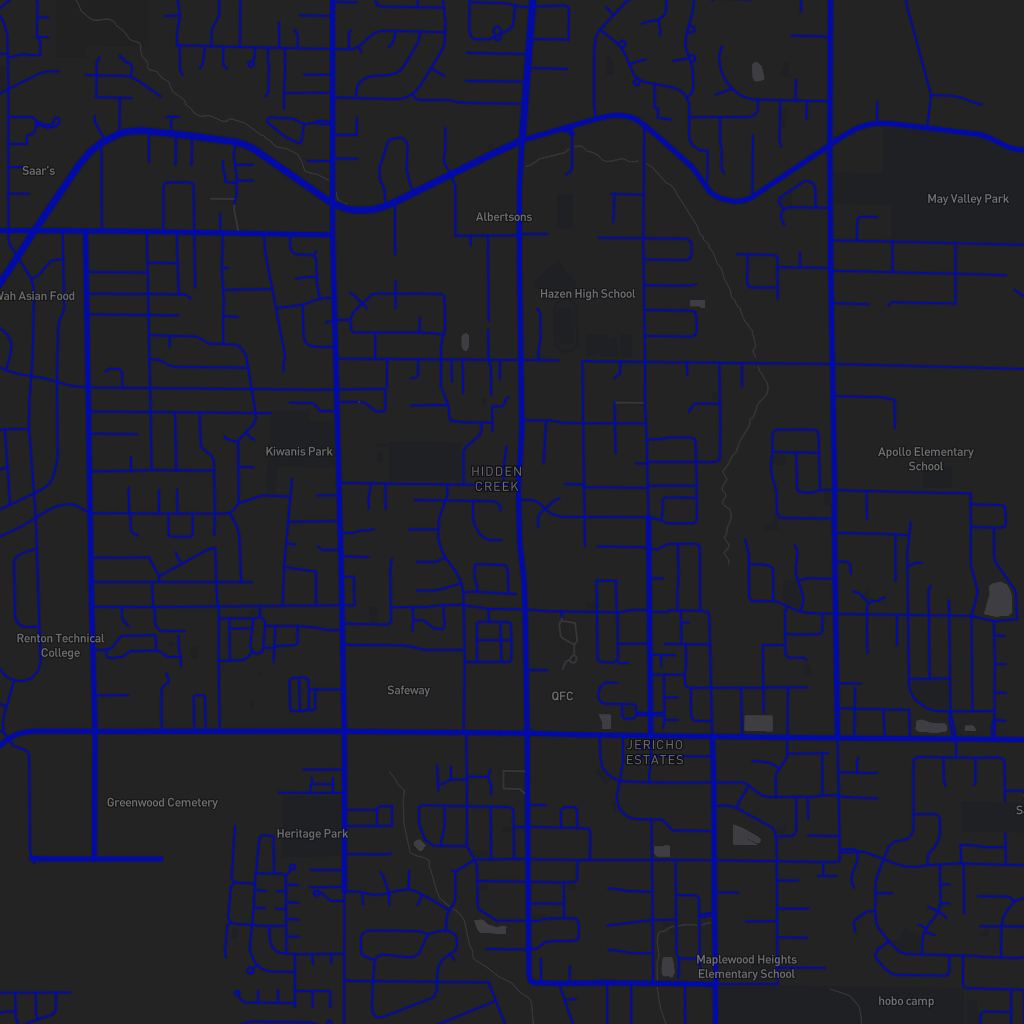 Saar's
May Valley Park
Albertsons
Wah Asian Food
Hazen High School
Kiwanis Park
Apollo Elementary
School
HIDDEN
CREEK
Renton Technical
College
Safeway
QFC
JERICHO
ESTATES
Greenwood Cemetery
Heritage Park
Maplewood Heights
Elementary School
hobo camp